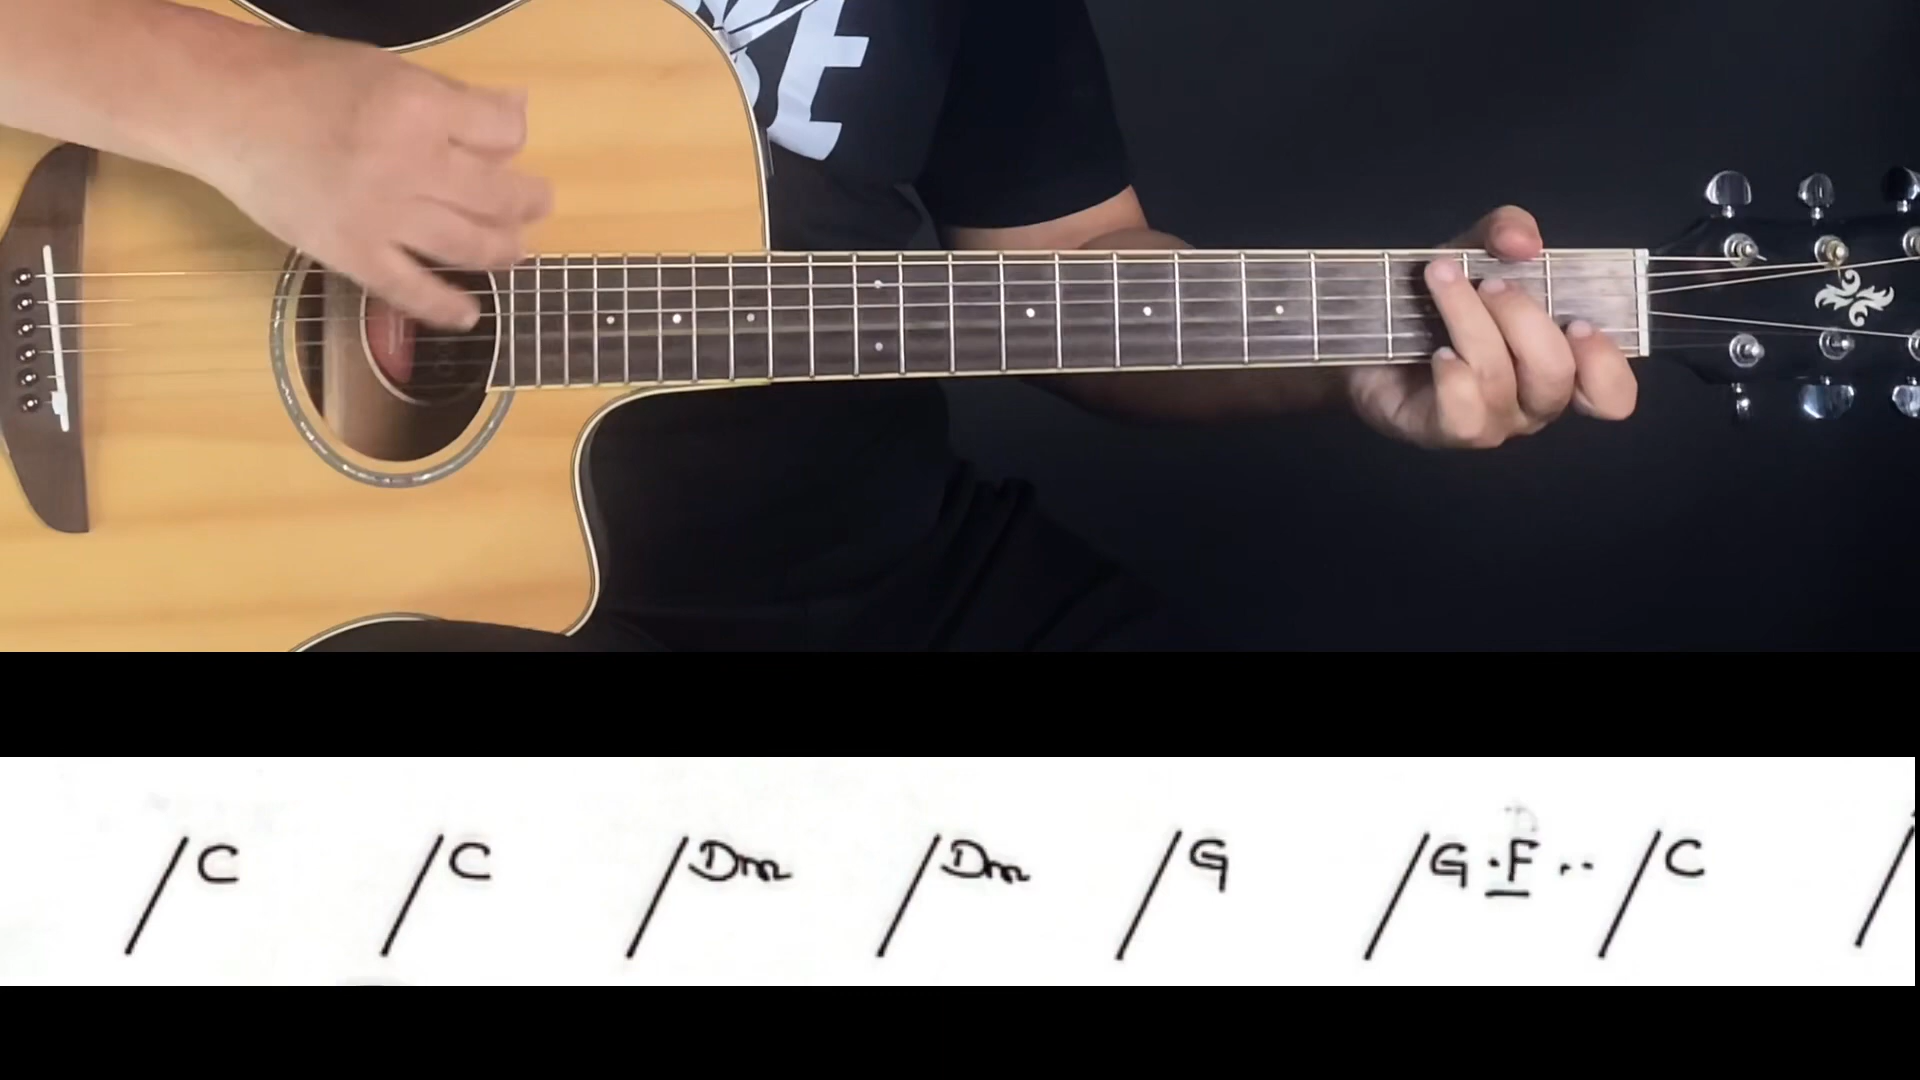 /C /C /Dm /Dm /G /G . F .. /C /